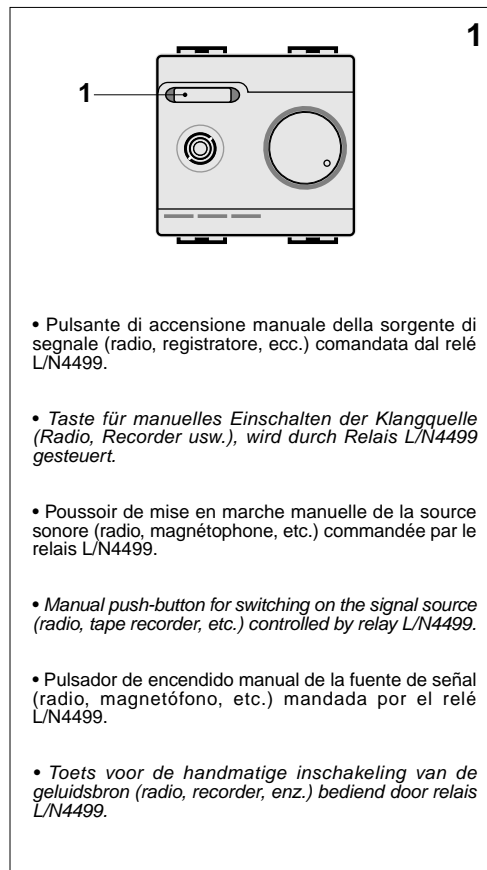 1
1
• Pulsante di accensione manuale della sorgente di
segnale (radio, registratore, ecc.) comandata dal relé
L/N4499.
• Taste für manuelles Einschalten der Klangquelle
(Radio, Recorder usw.), wird durch Relais L/N4499
gesteuert.
• Poussoir de mise en marche manuelle de la source
sonore (radio, magnétophone, etc.) commandée par le
relais L/N4499.
• Manual push-button for switching on the signal source
(radio, tape recorder, etc.) controlled by relay L/N4499.
• Pulsador de encendido manual de la fuente de señal
(radio, magnetófono, etc.) mandada por el relé
L/N4499.
• Toets voor de handmatige inschakeling van de
geluidsbron (radio, recorder, enz.) bediend door relais
L/N4499.